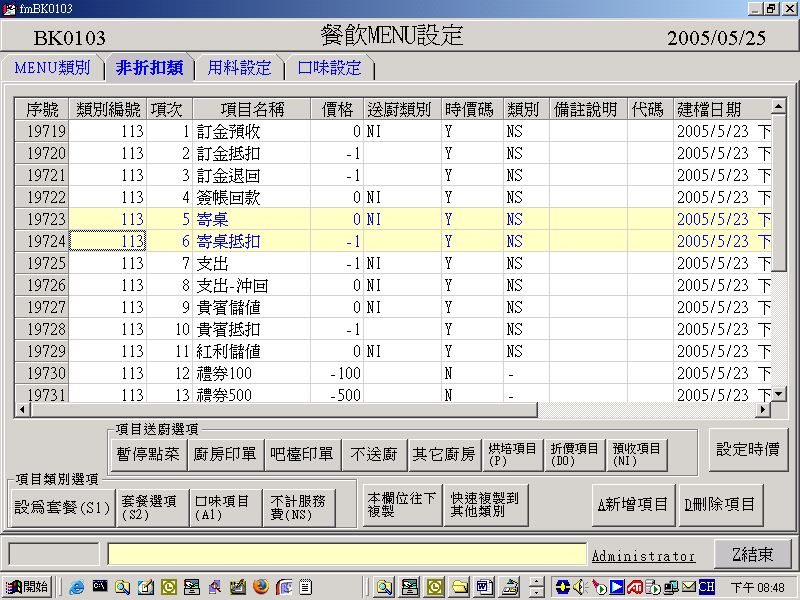 fmBK0103
BK0103 餐飲MENU設定 2005/05/25
MENU類別 非折扣類 用料設定 口味設定
序號 類別編號 項次 項目名稱 價格 送廚類別 時價碼 類別 備註說明 代碼 建檔日期
19719 113 1 訂金預收 0 NI Y NS 2005/5/23 下
19720 113 2 訂金抵扣 -1 Y NS 2005/5/23 下
19721 113 3 訂金退回 -1 Y NS 2005/5/23 下
19722 113 4 簽帳回款 0 NI Y NS 2005/5/23 下
19723 113 5 寄桌 0 NI Y NS 2005/5/23 下
19724 113 6 寄桌抵扣 -1 Y NS 2005/5/23 下
19725 113 7 支出 -1 NI Y NS 2005/5/23 下
19726 113 8 支出-沖回 0 NI Y NS 2005/5/23 下
19727 113 9 貴賓儲值 0 NI Y NS 2005/5/23 下
19728 113 10 貴賓抵扣 -1 Y NS 2005/5/23 下
19729 113 11 紅利儲值 0 NI Y NS 2005/5/23 下
19730 113 12 禮券100 -100 N - 2005/5/23 下
19731 113 13 禮券500 -500 N - 2005/5/23 下
項目送廚選項
暫停點菜 廚房印單 吧檯印單 不送廚 其它廚房 烘培項目(P) 折價項目(DO) 預收項目(NI) 設定時價
項目類別選項
設為套餐(S1) 套餐選項(S2) 口味項目(A1) 不計服務費(NS) 本欄位往下複製 快速複製到其他類別 A新增項目 D刪除項目
Administrator Z結束
開始 CH 下午 08:48